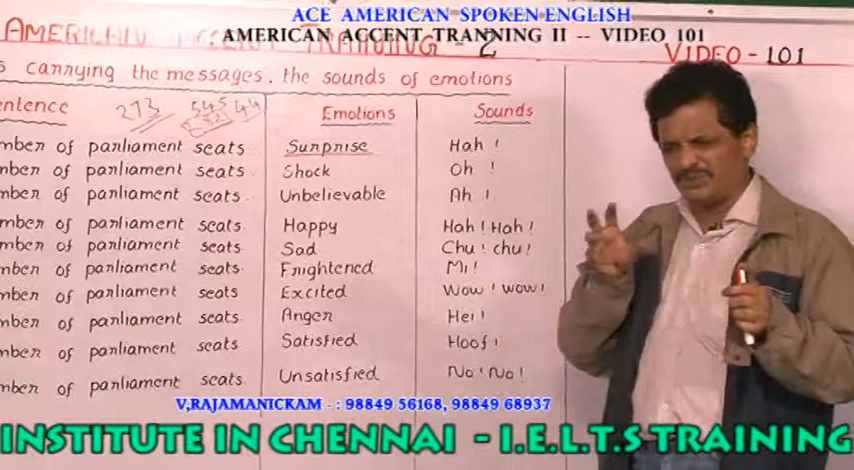 ACE AMERICAN SPOKEN ENGLISH
AMERICAN ACCENT TRANNING II -- VIDEO 101
AMERICAN TRAINING - 2
VIDEO - 101
carrying the messages. the sounds of emotions
entence 273 545 44 Emotions Sounds
mber of parliament seats Surprise Hah !
mber of parliament seats Shock Oh !
mber of parliament seats. Unbelievable Ah !
mber of parliament seats. Happy Hah! Hah!
mber of parliament seats. Sad Chu! chu!
mber of parliament seats. Frightened Mi!
mber of parliament seats. Excited Wow! wow!
mber of parliament seats. Anger Hei!
mber of parliament seats. Satisfied Hoof!
mber of parliament seats Unsatisfied No! No!
V,RAJAMANICKAM - : 98849 56168, 98849 68937
INSTITUTE IN CHENNAI - I.E.L.T.S TRAINING